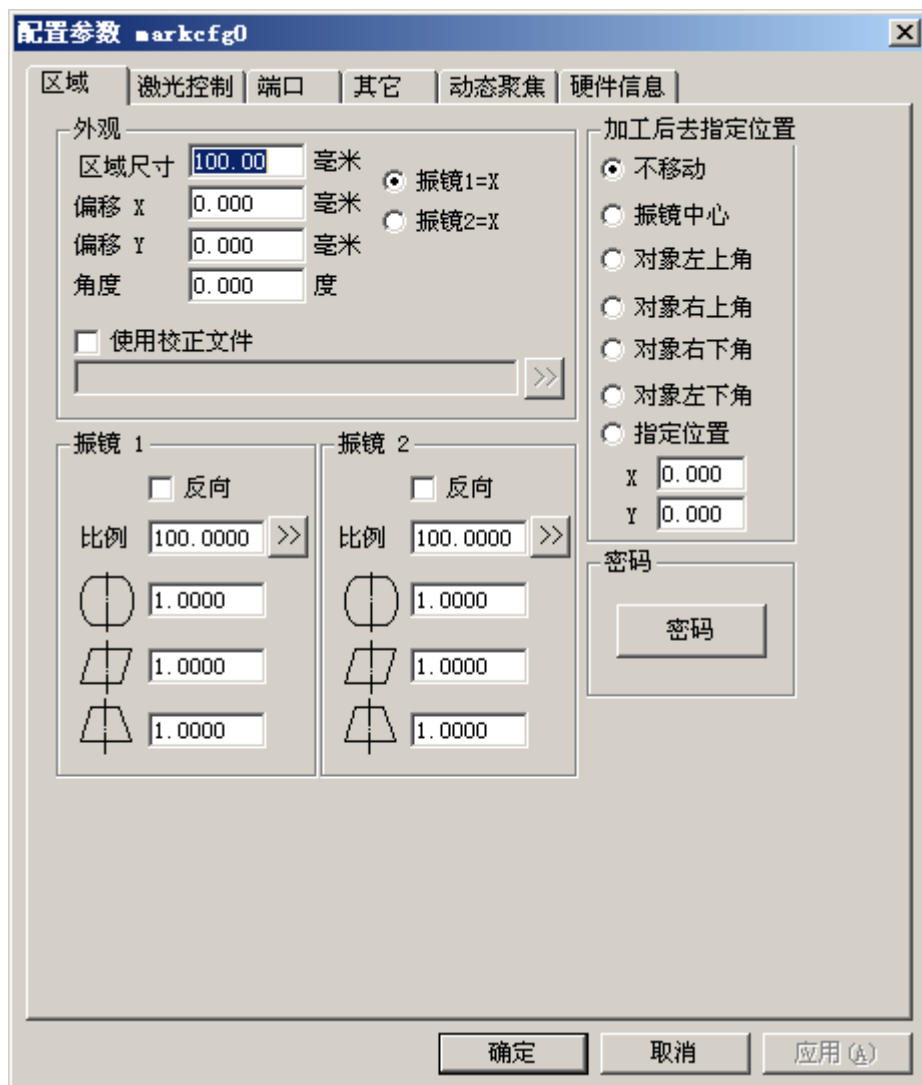 配置参数 markcfg0
区域 激光控制 端口 其它 动态聚焦 硬件信息
外观
区域尺寸 100.00 毫米
偏移 X 0.000 毫米
偏移 Y 0.000 毫米
角度 0.000 度
振镜1=X
振镜2=X
使用校正文件
>>
振镜 1
反向
比例 100.0000 >>
1.0000
1.0000
1.0000
振镜 2
反向
比例 100.0000 >>
1.0000
1.0000
1.0000
加工后去指定位置
不移动
振镜中心
对象左上角
对象右上角
对象右下角
对象左下角
指定位置
X 0.000
Y 0.000
密码
密码
确定 取消 应用(A)